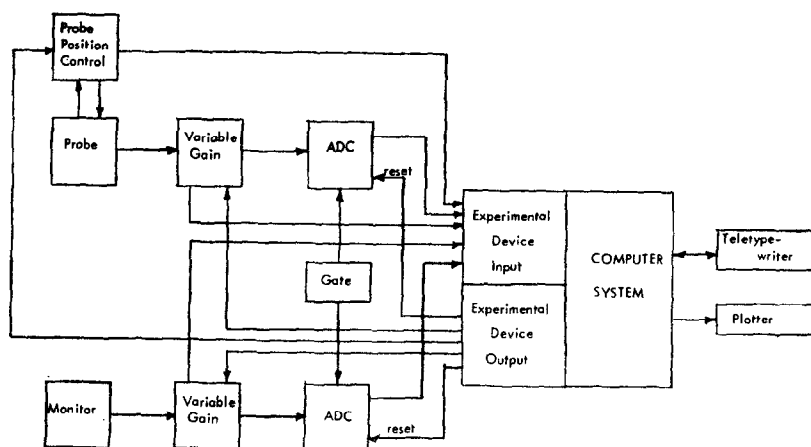 Probe
Position
Control
Probe
Variable
Gain
ADC
reset
Experimental
Device
Input
COMPUTER
SYSTEM
Teletype-
writer
Gate
Experimental
Device
Output
Plotter
Monitor
Variable
Gain
ADC
reset